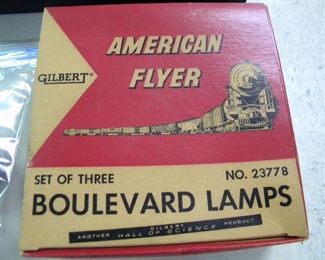 AMERICAN
FLYER
GILBERT®
SET OF THREE
NO. 23778
BOULEVARD LAMPS
ANOTHER GILBERT HALL OF SCIENCE PRODUCT